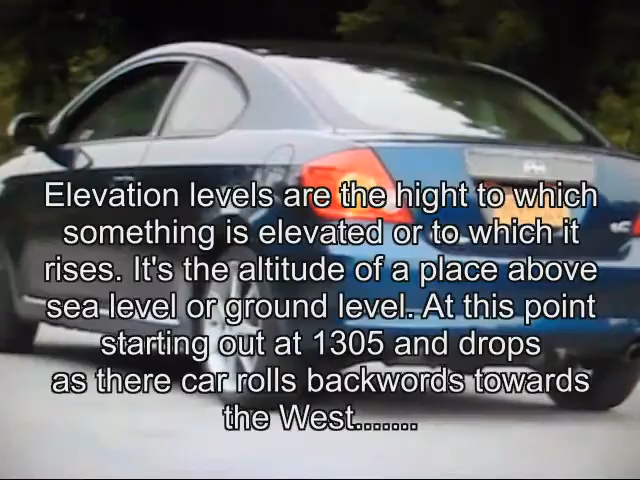 Elevation levels are the hight to which
something is elevated or to which it
rises. It's the altitude of a place above
sea level or ground level. At this point
starting out at 1305 and drops
as there car rolls backwords towards
the West.......
tC